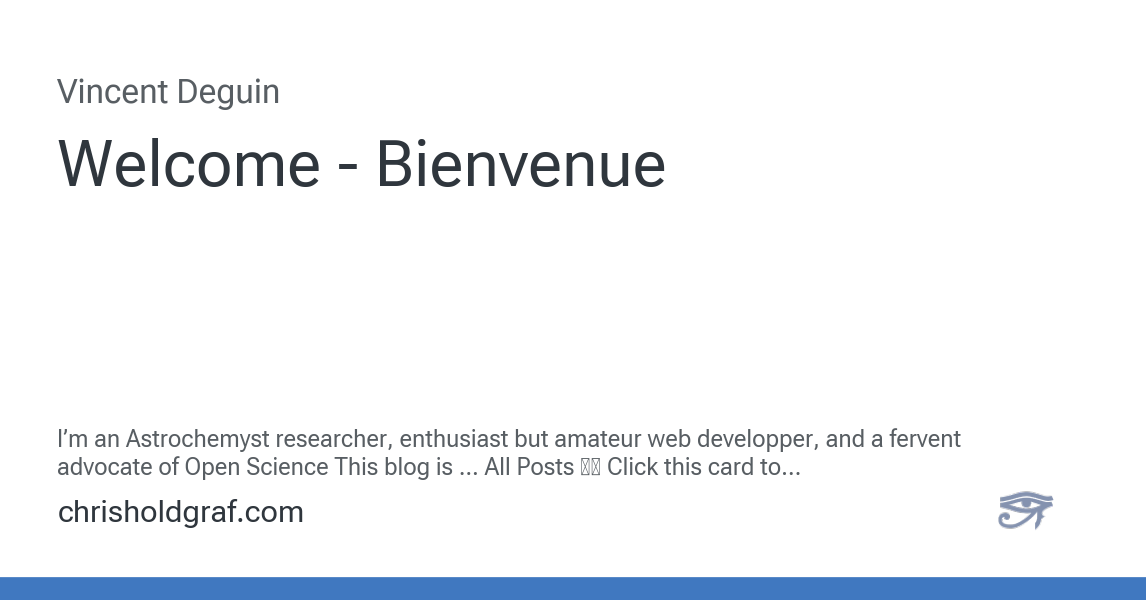 Vincent Deguin
Welcome - Bienvenue
I’m an Astrochemyst researcher, enthusiast but amateur web developper, and a fervent
advocate of Open Science This blog is ... All Posts Click this card to...
chrisholdgraf.com